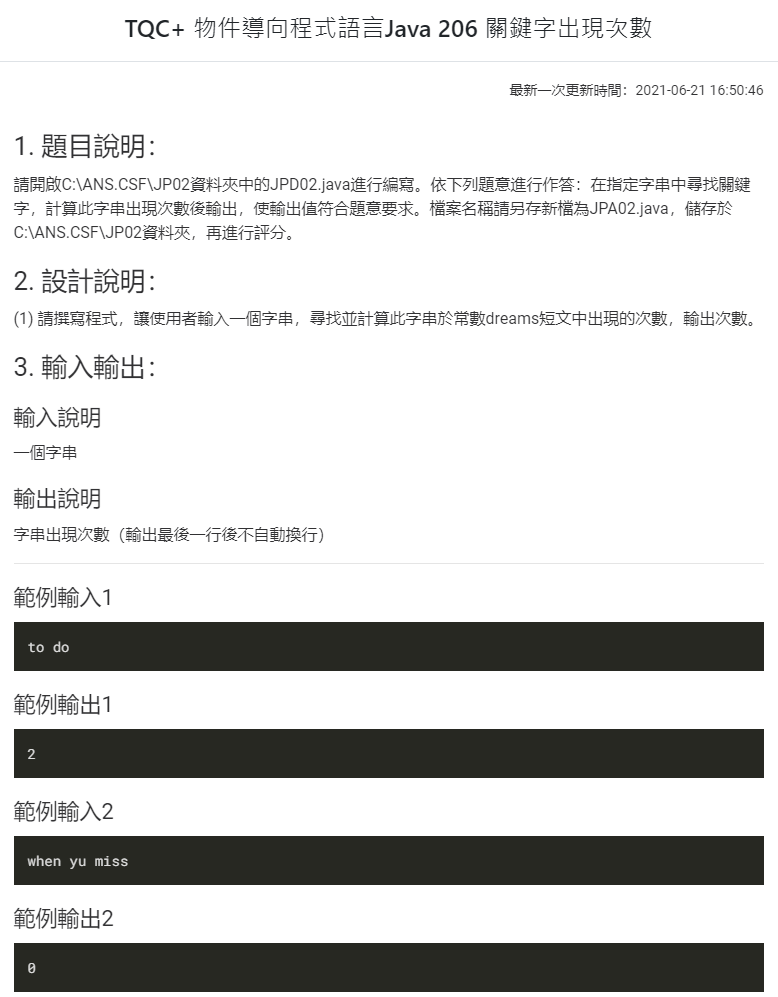 TQC+ 物件導向程式語言Java 206 關鍵字出現次數
最新一次更新時間：2021-06-21 16:50:46
1. 題目說明：
請開啟C:\ANS.CSF\JP02資料夾中的JPD02.java進行編寫。依下列題意進行作答：在指定字串中尋找關鍵
字，計算此字串出現次數後輸出，使輸出值符合題意要求。檔案名稱請另存新檔為JPA02.java，儲存於
C:\ANS.CSF\JP02資料夾，再進行評分。
2. 設計說明：
(1) 請撰寫程式，讓使用者輸入一個字串，尋找並計算此字串於常數dreams短文中出現的次數，輸出次數。
3. 輸入輸出：
輸入說明
一個字串
輸出說明
字串出現次數（輸出最後一行後不自動換行）
範例輸入1
to do
範例輸出1
2
範例輸入2
when yu miss
範例輸出2
0